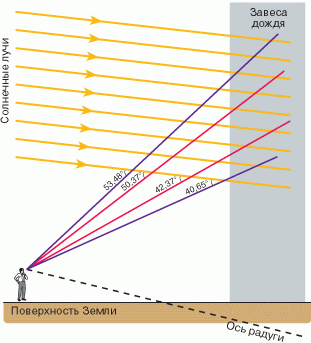 Завеса
дождя
Солнечные лучи
53.48°
50.37°
42.37°
40.65°
Поверхность Земли
Ось радуги